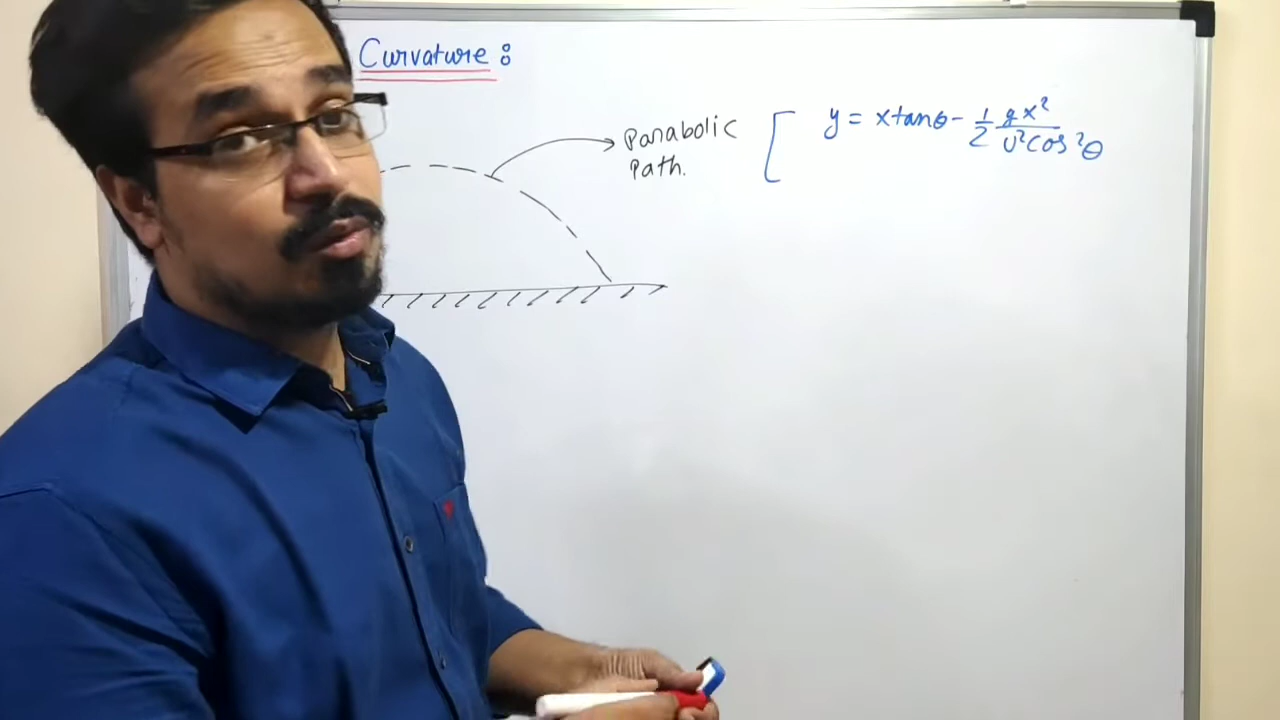 Curvature :
Parabolic
Path.
y = x tanθ - 1/2 gx²/u²cos²θ